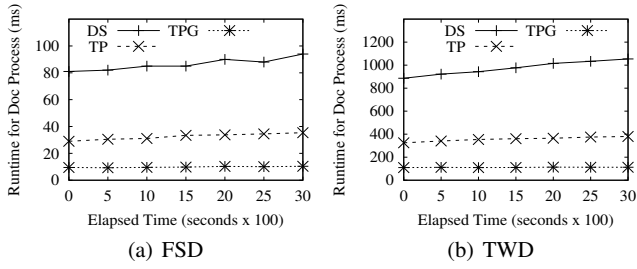 Runtime for Doc Process (ms)
100
80
60
40
20
0
DS
TP
TPG
0 5 10 15 20 25 30
Elapsed Time (seconds x 100)
(a) FSD
Runtime for Doc Process (ms)
1400
1200
1000
800
600
400
200
0
DS
TP
TPG
0 5 10 15 20 25 30
Elapsed Time (seconds x 100)
(b) TWD